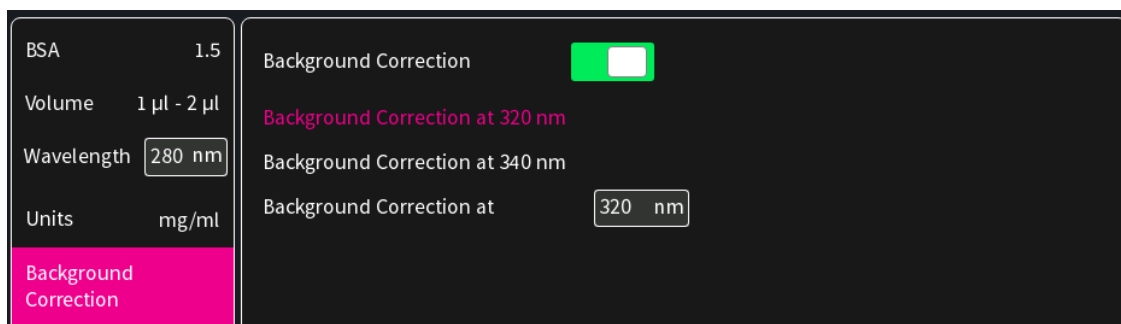 BSA 1.5
Volume 1 µl - 2 µl
Wavelength 280 nm
Units mg/ml
Background
Correction
Background Correction
Background Correction at 320 nm
Background Correction at 340 nm
Background Correction at 320 nm